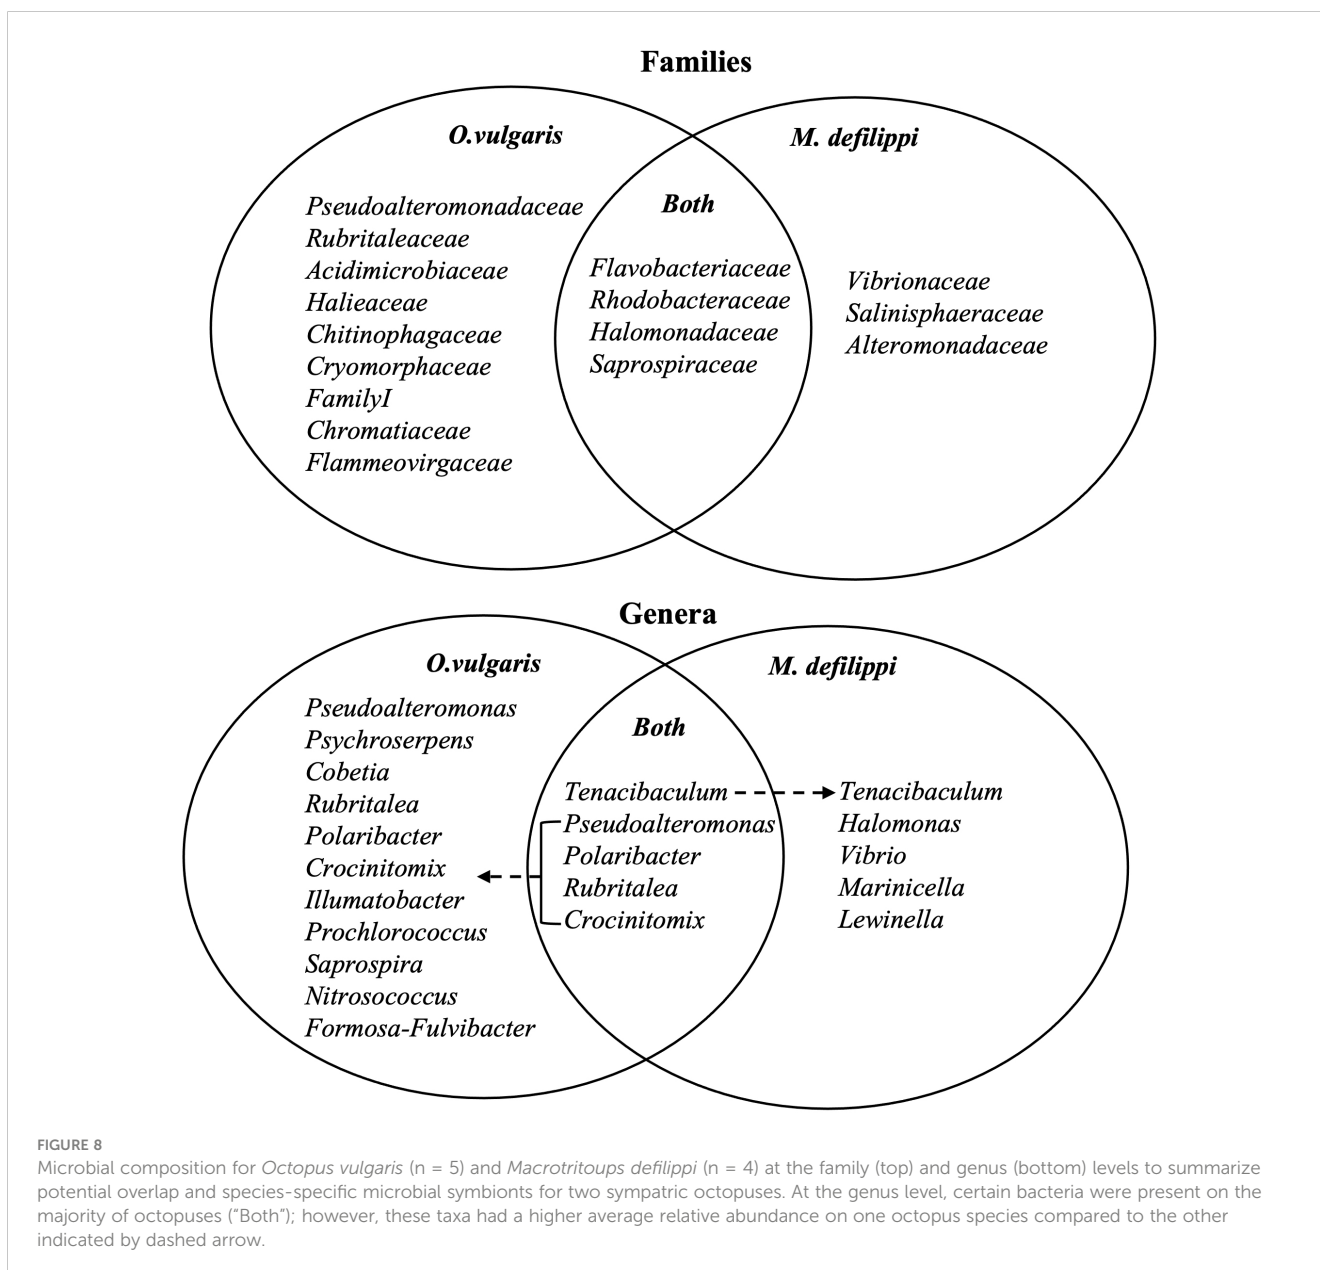 Families
O.vulgaris
Pseudoalteromonadaceae
Rubritaleaceae
Acidimicrobiaceae
Halieaceae
Chitinophagaceae
Cryomorphaceae
FamilyI
Chromatiaceae
Flammeovirgaceae
Both
Flavobacteriaceae
Rhodobacteraceae
Halomonadaceae
Saprospiraceae
M. defilippi
Vibrionaceae
Salinisphaeraceae
Alteromonadaceae
Genera
O.vulgaris
Pseudoalteromonas
Psychroserpens
Cobetia
Rubritalea
Polaribacter
Crocinitomix
Illumatobacter
Prochlorococcus
Saprospira
Nitrosococcus
Formosa-Fulvibacter
Both
Tenacibaculum
Pseudoalteromonas
Polaribacter
Rubritalea
Crocinitomix
M. defilippi
Tenacibaculum
Halomonas
Vibrio
Marinicella
Lewinella
FIGURE 8
Microbial composition for Octopus vulgaris (n = 5) and Macrotritoups defilippi (n = 4) at the family (top) and genus (bottom) levels to summarize
potential overlap and species-specific microbial symbionts for two sympatric octopuses. At the genus level, certain bacteria were present on the
majority of octopuses (“Both”); however, these taxa had a higher average relative abundance on one octopus species compared to the other
indicated by dashed arrow.